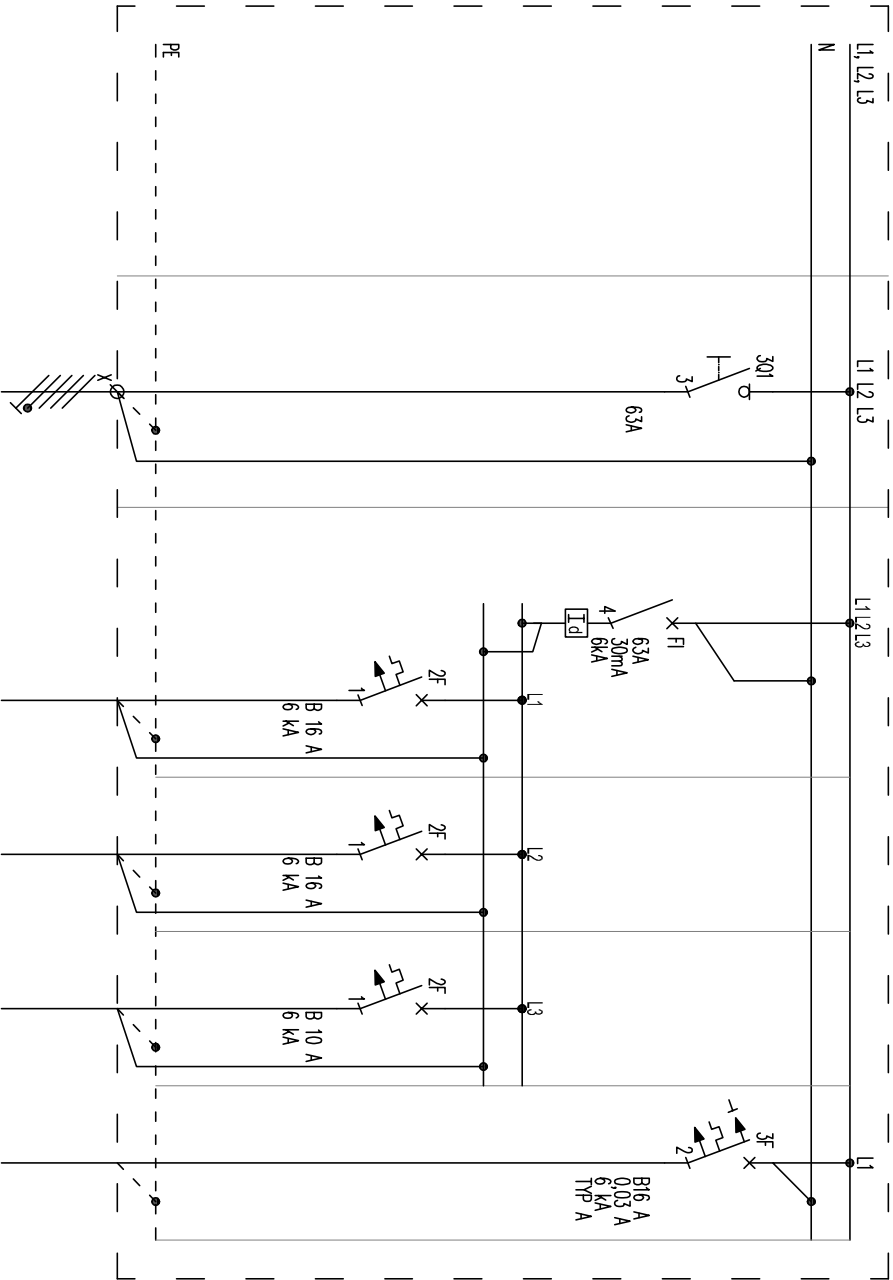 L1, L2, L3
N
PE
L1 L2 L3
3Q1
3
63A
X
L1 L2 L3
FI
4
63A
30mA
6kA
Id
L1
2F
1
B 16 A
6 kA
L2
2F
1
B 16 A
6 kA
L3
2F
1
B 10 A
6 kA
L1
3F
2
B16 A
0,03 A
6 kA
TYP A